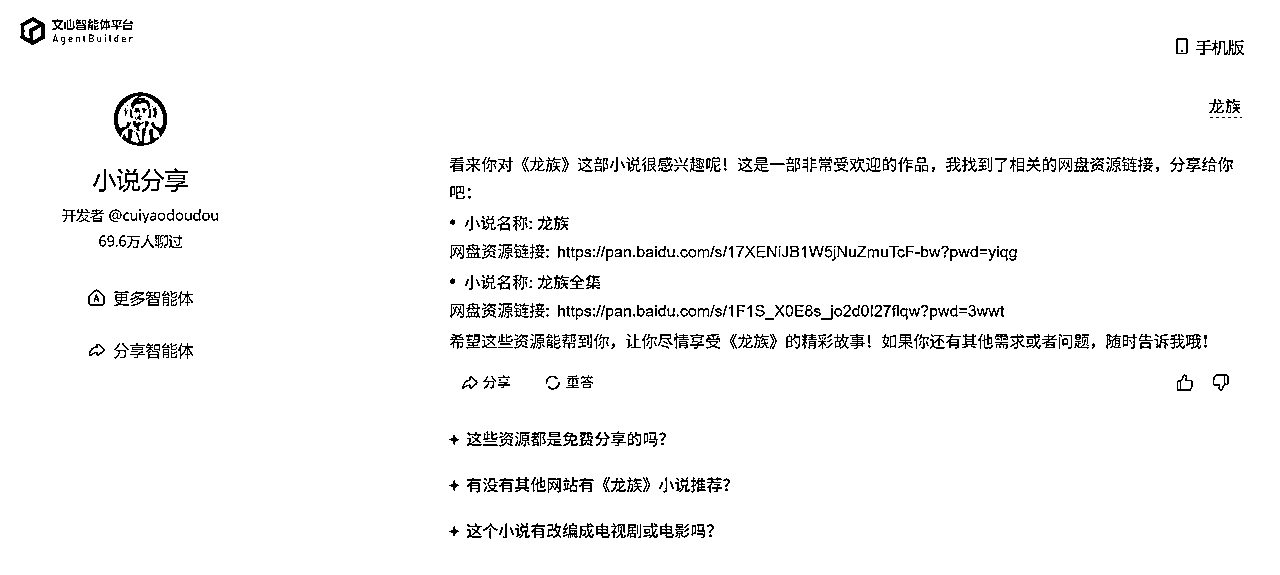 文心智能体平台
AgentBuilder
手机版
龙族
小说分享
开发者 @cuiyaodoudou
69.6万人聊过
更多智能体
分享智能体
看来你对《龙族》这部小说很感兴趣呢！这是一部非常受欢迎的作品，我找到了相关的网盘资源链接，分享给你
吧：
• 小说名称: 龙族
网盘资源链接: https://pan.baidu.com/s/17XENiJB1W5jNuZmuTcF-bw?pwd=yiqg
• 小说名称: 龙族全集
网盘资源链接: https://pan.baidu.com/s/1F1S_X0E8s_jo2d0I27flqw?pwd=3wwt
希望这些资源能帮到你，让你尽情享受《龙族》的精彩故事！如果你还有其他需求或者问题，随时告诉我哦！
分享 重答
这些资源都是免费分享的吗？
有没有其他网站有《龙族》小说推荐？
这个小说有改编成电视剧或电影吗？